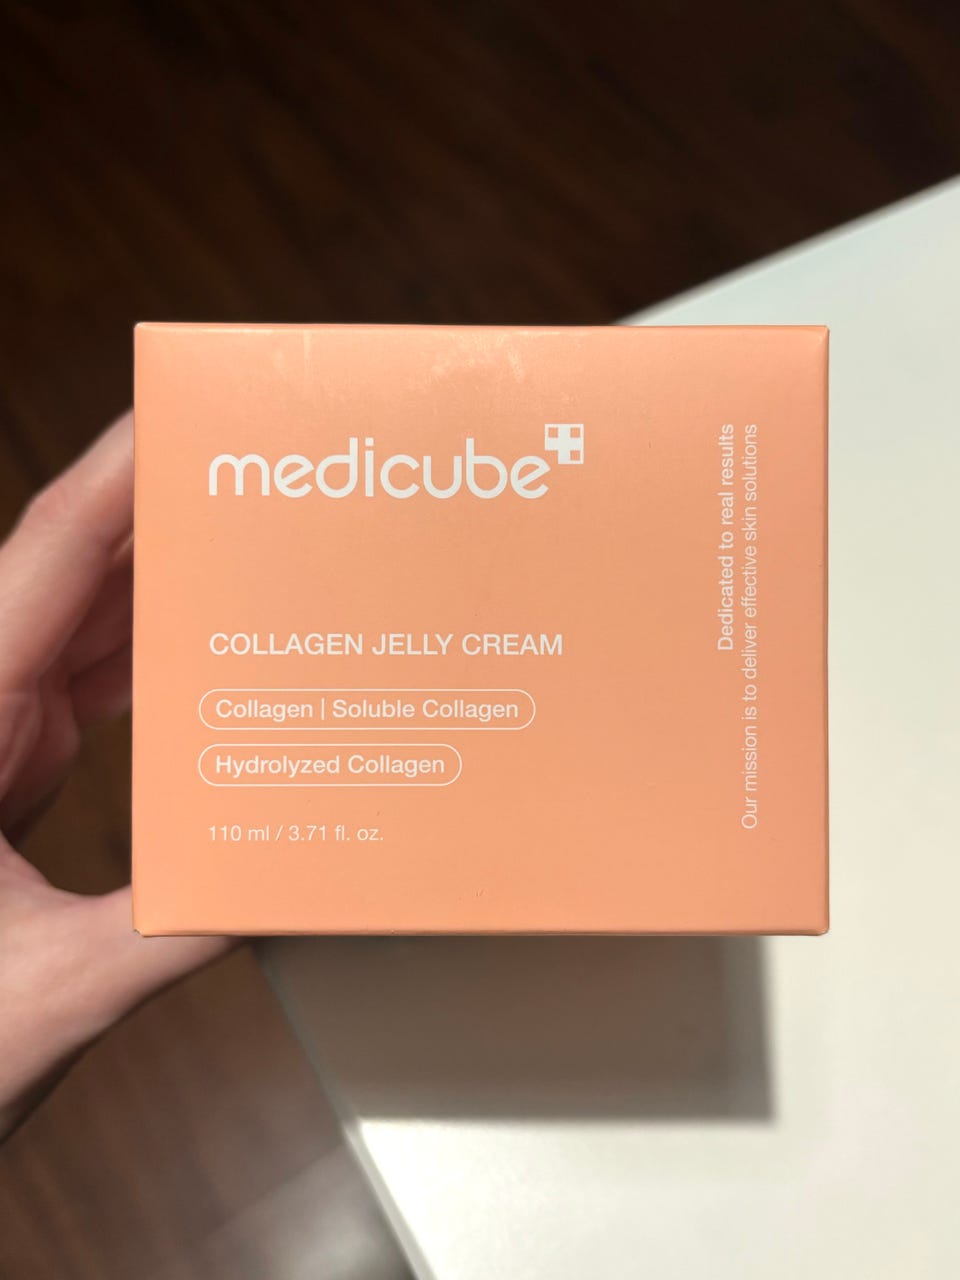 medicube
COLLAGEN JELLY CREAM
Collagen | Soluble Collagen
Hydrolyzed Collagen
110 ml / 3.71 fl. oz.
Dedicated to real results
Our mission is to deliver effective skin solutions